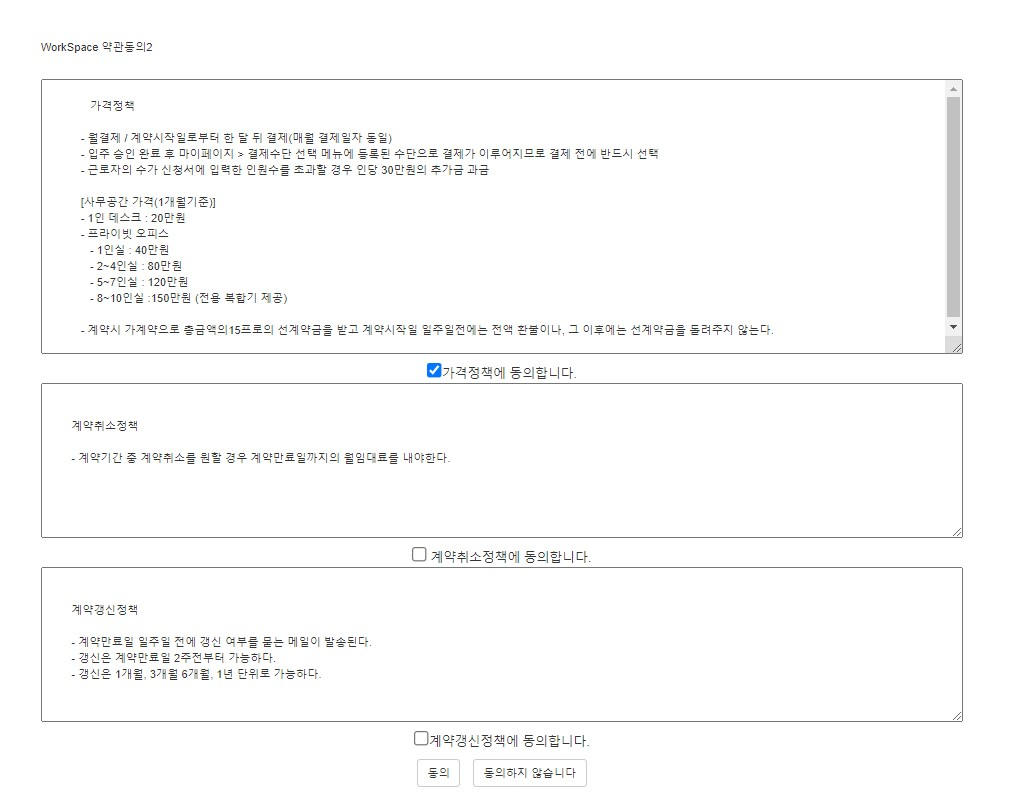 WorkSpace 약관동의2
가격정책
- 월결제 / 계약시작일로부터 한 달 뒤 결제(매월 결제일자 동일)
- 입주 승인 완료 후 마이페이지 > 결제수단 선택 메뉴에 등록된 수단으로 결제가 이루어지므로 결제 전에 반드시 선택
- 근로자의 수가 신청서에 입력한 인원수를 초과할 경우 인당 30만원의 추가금 과금
[사무공간 가격(1개월기준)]
- 1인 데스크 : 20만원
- 프라이빗 오피스
- 1인실 : 40만원
- 2~4인실 : 80만원
- 5~7인실 : 120만원
- 8~10인실 :150만원 (전용 복합기 제공)
- 계약시 가계약으로 총금액의15프로의 선계약금을 받고 계약시작일 일주일전에는 전액 환불이나, 그 이후에는 선계약금을 돌려주지 않는다.
가격정책에 동의합니다.
계약취소정책
- 계약기간 중 계약취소를 원할 경우 계약만료일까지의 월임대료를 내야한다.
계약취소정책에 동의합니다.
계약갱신정책
- 계약만료일 일주일 전에 갱신 여부를 묻는 메일이 발송된다.
- 갱신은 계약만료일 2주전부터 가능하다.
- 갱신은 1개월, 3개월 6개월, 1년 단위로 가능하다.
계약갱신정책에 동의합니다.
동의 동의하지 않습니다